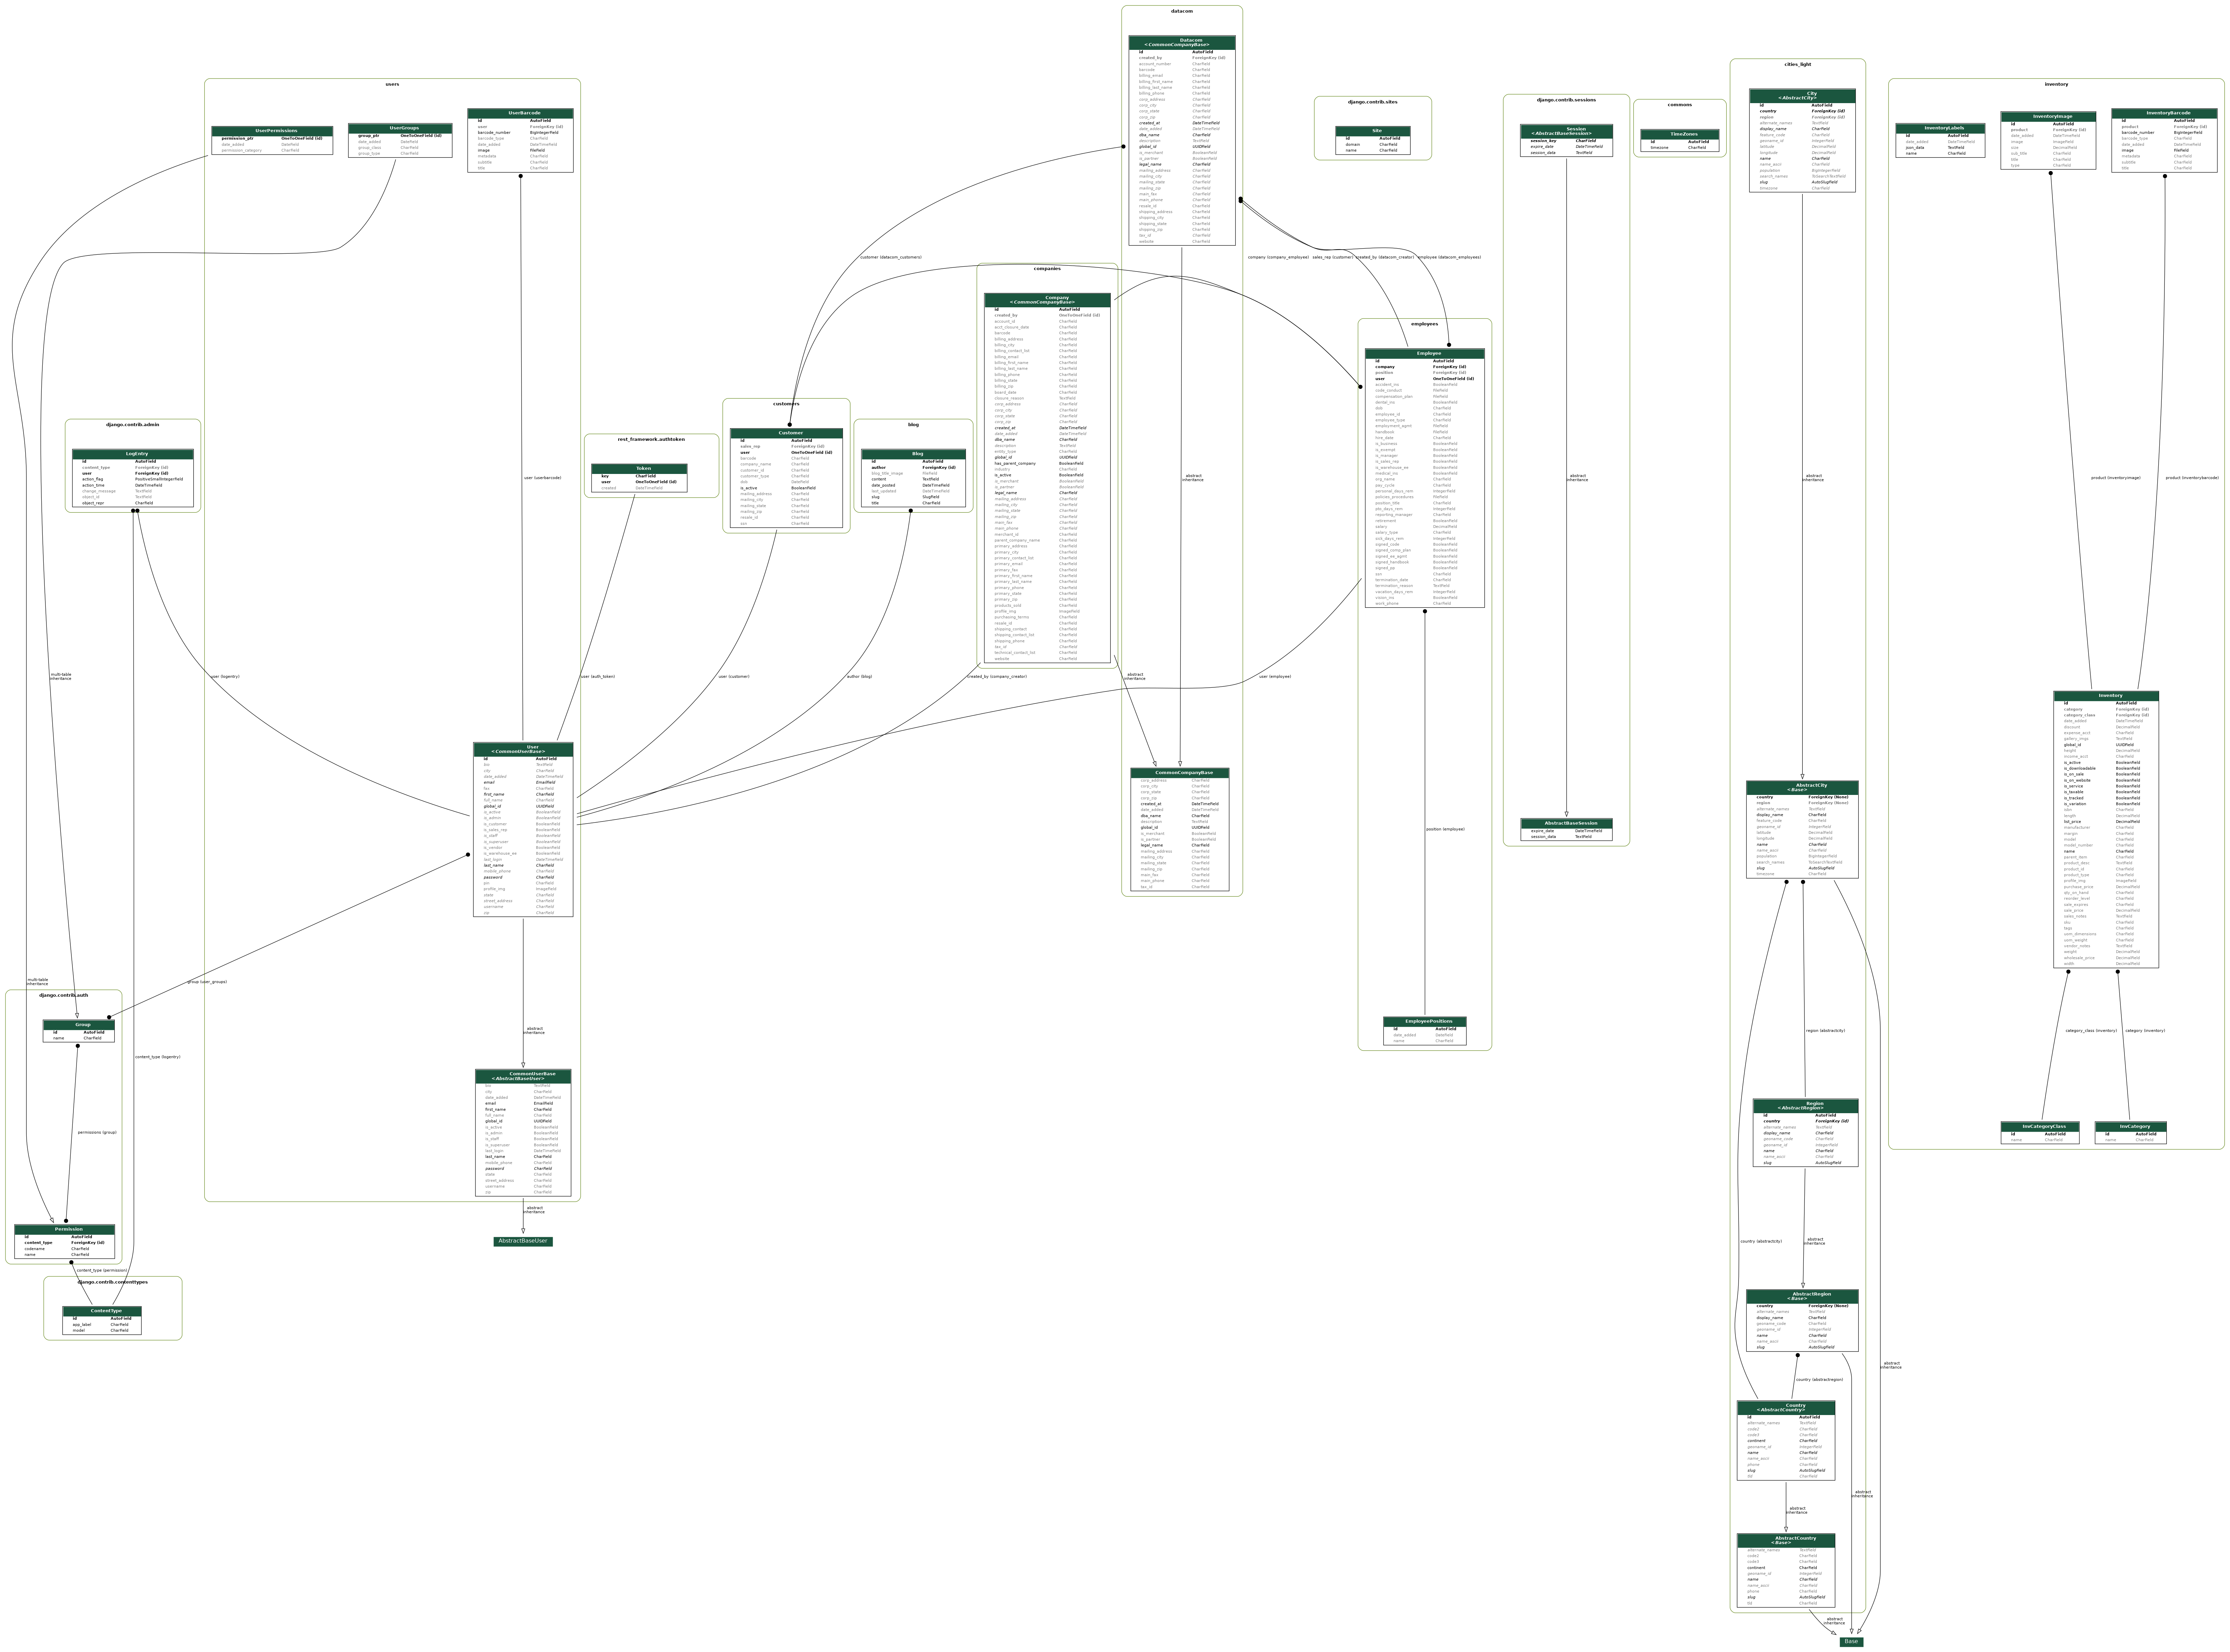 datacom
Datacom
<CommonCompanyBase>
id AutoField
created_by ForeignKey (id)
account_number CharField
barcode CharField
billing_email CharField
billing_first_name CharField
billing_last_name CharField
billing_phone CharField
corp_address CharField
corp_city CharField
corp_state CharField
corp_zip CharField
created_at DateTimeField
date_added DateTimeField
dba_name CharField
description TextField
global_id UUIDField
is_merchant BooleanField
is_partner BooleanField
legal_name CharField
mailing_address CharField
mailing_city CharField
mailing_state CharField
mailing_zip CharField
main_fax CharField
main_phone CharField
resale_id CharField
shipping_address CharField
shipping_city CharField
shipping_state CharField
shipping_zip CharField
tax_id CharField
website CharField
users
UserPermissions
permission_ptr OneToOneField (id)
date_added DateField
permission_category CharField
UserGroups
group_ptr OneToOneField (id)
date_added DateField
group_class CharField
group_type CharField
UserBarcode
id AutoField
user ForeignKey (id)
barcode_number BigIntegerField
barcode_type CharField
date_added DateTimeField
image FileField
metadata CharField
subtitle CharField
title CharField
django.contrib.sites
Site
id AutoField
domain CharField
name CharField
django.contrib.sessions
Session
<AbstractBaseSession>
session_key CharField
expire_date DateTimeField
session_data TextField
commons
TimeZones
id AutoField
timezone CharField
cities_light
City
<AbstractCity>
id AutoField
country ForeignKey (id)
region ForeignKey (id)
alternate_names TextField
display_name CharField
feature_code CharField
geoname_id IntegerField
latitude DecimalField
longitude DecimalField
name CharField
name_ascii CharField
population BigIntegerField
search_names ToSearchTextField
slug AutoSlugField
timezone CharField
inventory
InventoryLabels
id AutoField
date_added DateTimeField
json_data TextField
name CharField
InventoryImage
id AutoField
product ForeignKey (id)
date_added DateTimeField
image ImageField
size DecimalField
sub_title CharField
title CharField
type CharField
InventoryBarcode
id AutoField
product ForeignKey (id)
barcode_number BigIntegerField
barcode_type CharField
date_added DateTimeField
image FileField
metadata CharField
subtitle CharField
title CharField
customer (datacom_customers)
company (company_employee)
sales_rep (customer)
created_by (datacom_creator)
employee (datacom_employees)
companies
Company
<CommonCompanyBase>
id AutoField
created_by OneToOneField (id)
account_id CharField
acct_closure_date CharField
barcode CharField
billing_address CharField
billing_city CharField
billing_contact_list CharField
billing_email CharField
billing_first_name CharField
billing_last_name CharField
billing_phone CharField
billing_state CharField
billing_zip CharField
board_date CharField
closure_reason TextField
corp_address CharField
corp_city CharField
corp_state CharField
corp_zip CharField
created_at DateTimeField
date_added DateTimeField
dba_name CharField
description TextField
entity_type CharField
global_id UUIDField
has_parent_company BooleanField
industry CharField
is_active BooleanField
is_merchant BooleanField
is_partner BooleanField
legal_name CharField
mailing_address CharField
mailing_city CharField
mailing_state CharField
mailing_zip CharField
main_fax CharField
main_phone CharField
merchant_id CharField
parent_company_name CharField
primary_address CharField
primary_city CharField
primary_contact_list CharField
primary_email CharField
primary_fax CharField
primary_first_name CharField
primary_last_name CharField
primary_phone CharField
primary_state CharField
primary_zip CharField
products_sold CharField
profile_img ImageField
purchasing_terms CharField
resale_id CharField
shipping_contact CharField
shipping_contact_list CharField
shipping_phone CharField
tax_id CharField
terminal_contact_list CharField
website CharField
employees
Employee
id AutoField
company ForeignKey (id)
position ForeignKey (id)
user OneToOneField (id)
accident_ins BooleanField
code_conduct FileField
compensation_plan FileField
dental_ins BooleanField
dob CharField
employee_id CharField
employee_type CharField
employment_agmt FileField
handbook FileField
hire_date CharField
is_business BooleanField
is_exempt BooleanField
is_manager BooleanField
is_sales_rep BooleanField
is_warehouse_ee BooleanField
medical_ins BooleanField
org_name CharField
pay_cycle CharField
personal_days_rem IntegerField
policies_procedures FileField
position_title CharField
pto_days_rem IntegerField
reporting_manager CharField
retirement BooleanField
salary DecimalField
salary_type CharField
sick_days_rem IntegerField
signed_code BooleanField
signed_comp_plan BooleanField
signed_ee_agmt BooleanField
signed_handbook BooleanField
signed_pp BooleanField
ssn CharField
termination_date CharField
termination_reason TextField
vacation_days_rem IntegerField
vision_ins BooleanField
work_phone CharField
django.contrib.admin
LogEntry
id AutoField
content_type ForeignKey (id)
user ForeignKey (id)
action_flag PositiveSmallIntegerField
action_time DateTimeField
change_message TextField
object_id TextField
object_repr CharField
rest_framework.authtoken
Token
key CharField
user OneToOneField (id)
created DateTimeField
customers
Customer
id AutoField
sales_rep ForeignKey (id)
user OneToOneField (id)
barcode CharField
company_name CharField
customer_id CharField
customer_type CharField
dob DateField
is_active BooleanField
mailing_address CharField
mailing_city CharField
mailing_state CharField
mailing_zip CharField
resale_id CharField
ssn CharField
blog
Blog
id AutoField
author ForeignKey (id)
blog_title_image FileField
content TextField
date_posted DateTimeField
last_updated DateTimeField
slug SlugField
title CharField
user (userbarcode)
abstract
inheritance
abstract
inheritance
abstract
inheritance
product (inventoryimage)
product (inventorybarcode)
multi-table
inheritance
user (logentry)
user (auth_token)
user (customer)
author (blog)
created_by (company_creator)
abstract
inheritance
user (employee)
User
<CommonUserBase>
id AutoField
bio TextField
city CharField
date_added DateTimeField
email EmailField
fax CharField
first_name CharField
full_name CharField
global_id UUIDField
is_active BooleanField
is_admin BooleanField
is_customer BooleanField
is_sales_rep BooleanField
is_staff BooleanField
is_superuser BooleanField
is_vendor BooleanField
is_warehouse_ee BooleanField
last_login DateTimeField
last_name CharField
mobile_phone CharField
password CharField
pin CharField
profile_img ImageField
state CharField
street_address CharField
username CharField
zip CharField
CommonCompanyBase
corp_address CharField
corp_city CharField
corp_state CharField
corp_zip CharField
created_at DateTimeField
date_added DateTimeField
dba_name CharField
description TextField
global_id UUIDField
is_merchant BooleanField
is_partner BooleanField
legal_name CharField
mailing_address CharField
mailing_city CharField
mailing_state CharField
mailing_zip CharField
main_fax CharField
main_phone CharField
tax_id CharField
position (employee)
AbstractBaseSession
expire_date DateTimeField
session_data TextField
AbstractCity
<Base>
country ForeignKey (None)
region ForeignKey (None)
alternate_names TextField
display_name CharField
feature_code CharField
geoname_id IntegerField
latitude DecimalField
longitude DecimalField
name CharField
name_ascii CharField
population BigIntegerField
search_names ToSearchTextField
slug AutoSlugField
timezone CharField
Inventory
id AutoField
category ForeignKey (id)
category_class ForeignKey (id)
date_added DateTimeField
discount DecimalField
expense_acct CharField
gallery_imgs TextField
global_id UUIDField
height DecimalField
income_acct CharField
is_active BooleanField
is_downloadable BooleanField
is_on_sale BooleanField
is_on_website BooleanField
is_service BooleanField
is_taxable BooleanField
is_tracked BooleanField
is_variation BooleanField
isbn CharField
length DecimalField
list_price DecimalField
manufacturer CharField
margin CharField
model CharField
model_number CharField
name CharField
parent_item CharField
product_desc TextField
product_id CharField
product_type CharField
profile_img ImageField
purchase_price DecimalField
qty_on_hand CharField
reorder_level CharField
sale_expires CharField
sale_price DecimalField
sales_notes TextField
sku CharField
tags CharField
uom_dimensions CharField
uom_weight CharField
vendor_notes TextField
weight DecimalField
wholesale_price DecimalField
width DecimalField
multi-table
inheritance
group (user_groups)
django.contrib.auth
Group
id AutoField
name CharField
content_type (logentry)
abstract
inheritance
EmployeePositions
id AutoField
date_added DateField
name CharField
region (abstractcity)
category_class (inventory)
category (inventory)
CommonUserBase
<AbstractBaseUser>
bio TextField
city CharField
date_added DateTimeField
email EmailField
first_name CharField
full_name CharField
global_id UUIDField
is_active BooleanField
is_admin BooleanField
is_staff BooleanField
is_superuser BooleanField
last_login DateTimeField
last_name CharField
mobile_phone CharField
password CharField
state CharField
street_address CharField
username CharField
zip CharField
permissions (group)
Region
<AbstractRegion>
id AutoField
country ForeignKey (id)
alternate_names TextField
display_name CharField
geoname_code CharField
geoname_id IntegerField
name CharField
name_ascii CharField
slug AutoSlugField
InvCategoryClass
id AutoField
name CharField
InvCategory
id AutoField
name CharField
abstract
inheritance
AbstractBaseUser
Permission
id AutoField
content_type ForeignKey (id)
codename CharField
name CharField
content_type (permission)
django.contrib.contenttypes
ContentType
id AutoField
app_label CharField
model CharField
country (abstractcity)
abstract
inheritance
AbstractRegion
<Base>
country ForeignKey (None)
alternate_names TextField
display_name CharField
geoname_code CharField
geoname_id IntegerField
name CharField
name_ascii CharField
slug AutoSlugField
country (abstractregion)
abstract
inheritance
Country
<AbstractCountry>
id AutoField
alternate_names TextField
code2 CharField
code3 CharField
continent CharField
geoname_id IntegerField
name CharField
name_ascii CharField
phone CharField
slug AutoSlugField
tld CharField
abstract
inheritance
abstract
inheritance
AbstractCountry
<Base>
alternate_names TextField
code2 CharField
code3 CharField
continent CharField
geoname_id IntegerField
name CharField
name_ascii CharField
phone CharField
slug AutoSlugField
tld CharField
abstract
inheritance
Base